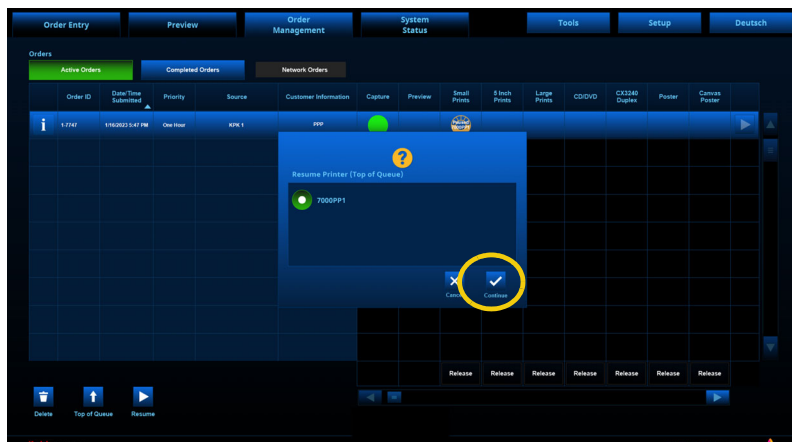 Order Entry
Preview
Order
Management
System
Status
Tools
Setup
Deutsch
Orders
Active Orders
Completed Orders
Network Orders
Order ID
Date/Time
Submitted
Priority
Source
Customer Information
Capture
Preview
Small
Prints
5 Inch
Prints
Large
Prints
CD/DVD
CX3240
Duplex
Poster
Canvas
Poster
i
1-7747
1/16/2023 5:47 PM
One Hour
KPK 1
PPP
?
Resume Printer (Top of Queue)
7000PP1
Cancel
Continue
Release
Release
Release
Release
Release
Release
Release
Delete
Top of Queue
Resume